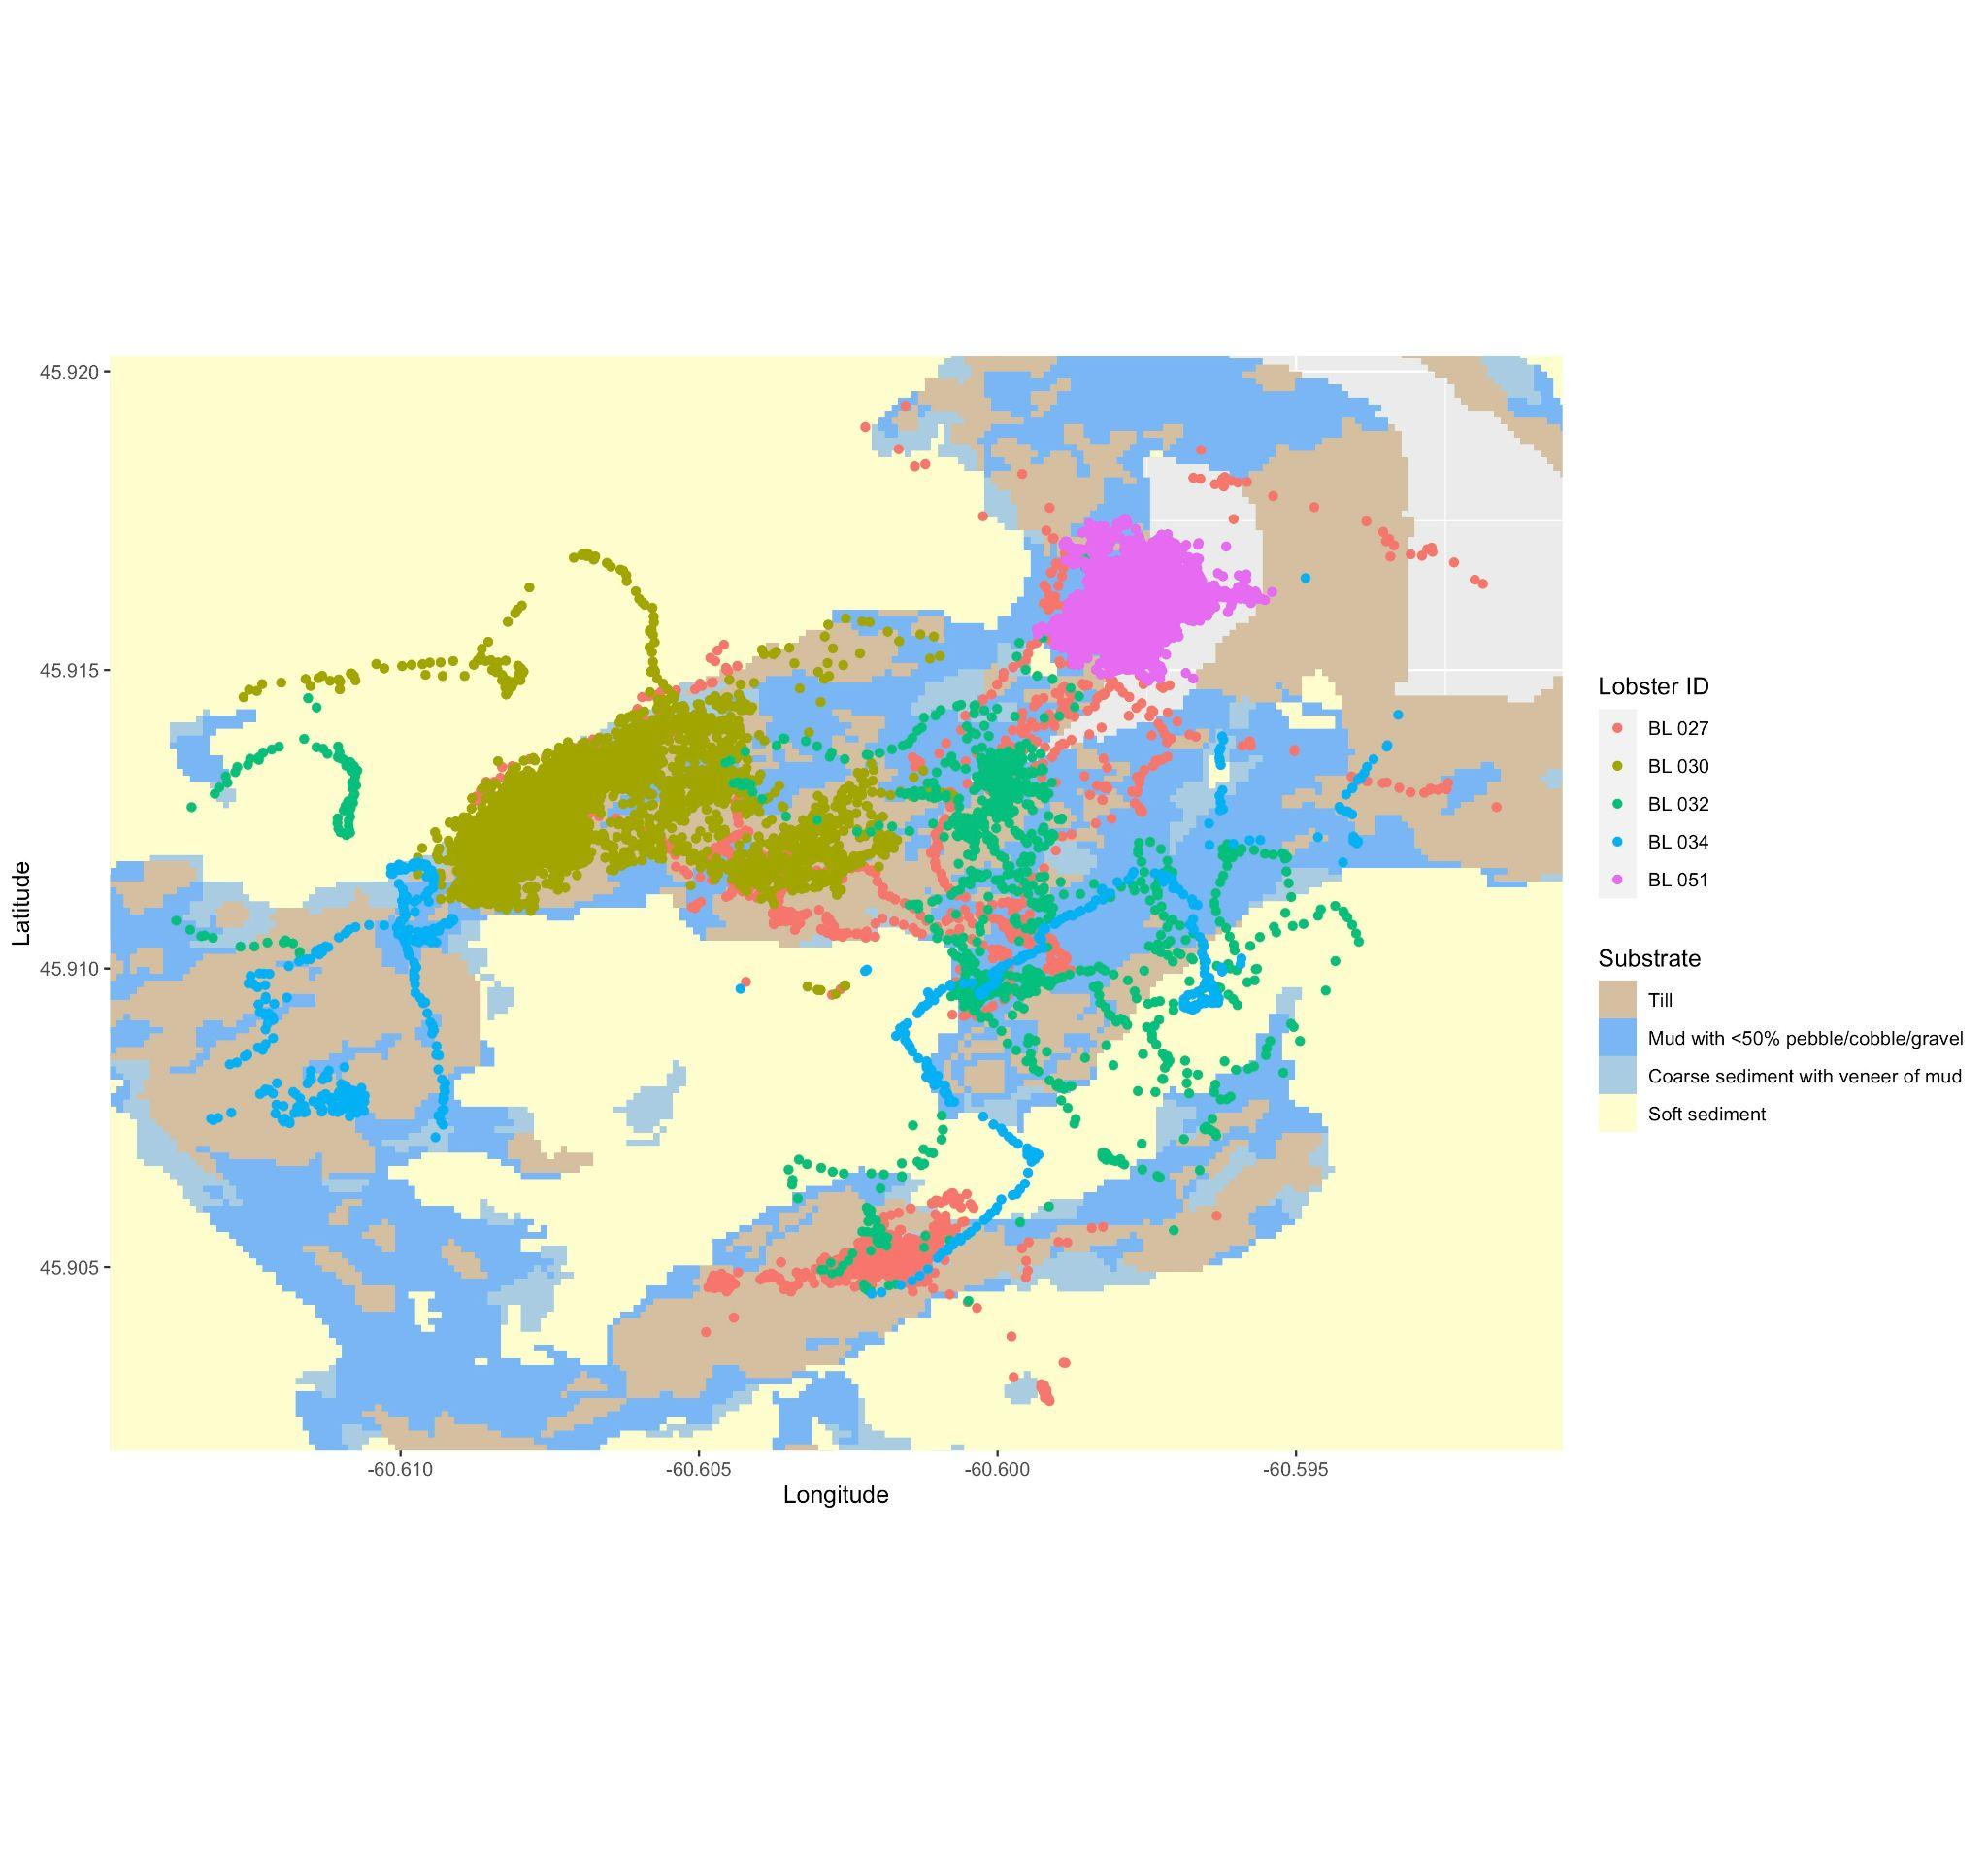 45.920
45.915
45.910
45.905
Latitude
-60.610
-60.605
-60.600
-60.595
Longitude
Lobster ID
BL 027
BL 030
BL 032
BL 034
BL 051
Substrate
Till
Mud with <50% pebble/cobble/gravel
Coarse sediment with veneer of mud
Soft sediment